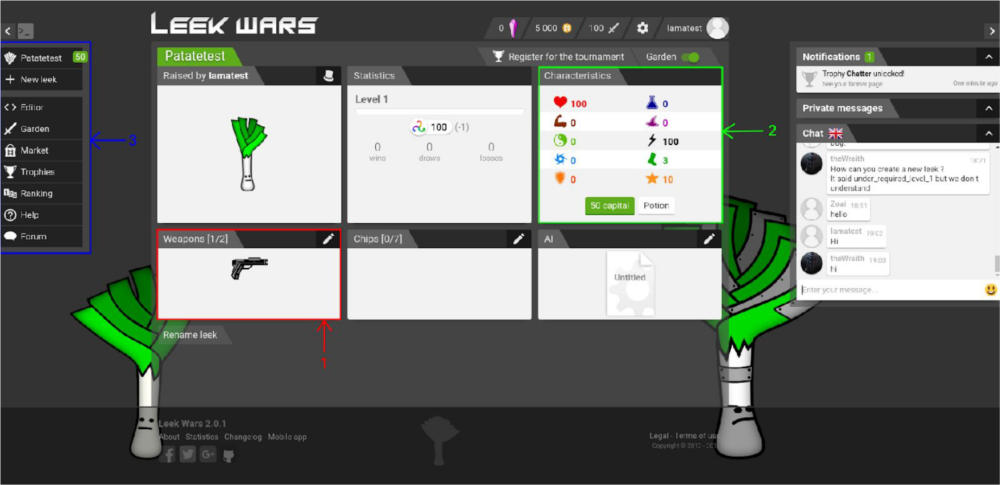 LEEK WARS
0
5 000
100
lamatest
>_
Patatetest 50
New leek
Editor
Garden
Market
Trophies
Ranking
Help
Forum
3
Patatetest
Register for the tournament
Garden
Raised by lamatest
Statistics
Level 1
100 (-1)
0 0 0
wins draws losses
Characteristics
100 0
0 0
0 100
0 3
0 10
50 capital Potion
2
Weapons [1/2]
Chips [0/7]
AI
Untitled
1
Rename leek
Notifications 1
Trophy Chatter unlocked!
See your farmer page One minute ago
Private messages
Chat
bug.
theWraith 18:21
How can you create a new leek ?
It said under_required_level_1 but we don't
understand
Zoai 18:51
hello
lamatest 19:03
Hi
theWraith 19:03
hi
Enter your message...
Leek Wars 2.0.1
About Statistics Changelog Mobile app
G+
Legal - Terms of use
Copyright © 2013 - 301